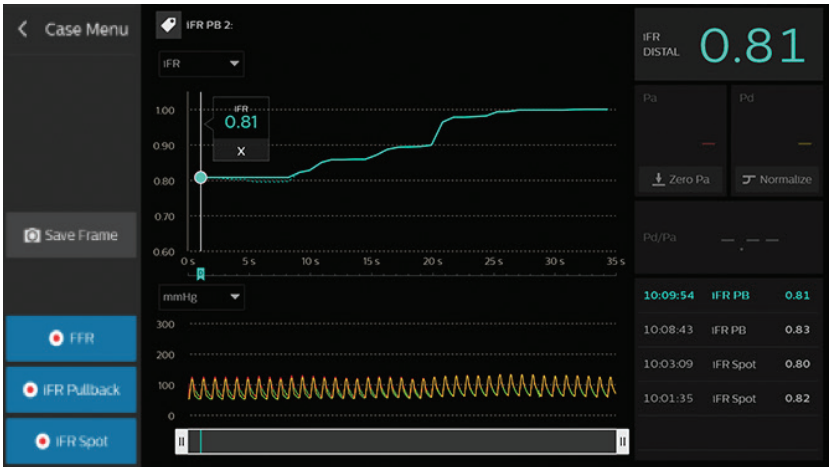 Case Menu
Save Frame
FFR
iFR Pullback
iFR Spot
iFR PB 2:
iFR
iFR
0.81
X
1.00
0.90
0.80
0.70
0.60
0 s 5 s 10 s 15 s 20 s 25 s 30 s 35 s
mmHg
300
200
100
0
iFR
DISTAL 0.81
Pa Pd
Zero Pa Normalize
Pd/Pa -.--
10:09:54 iFR PB 0.81
10:08:43 iFR PB 0.83
10:03:09 iFR Spot 0.80
10:01:35 iFR Spot 0.82